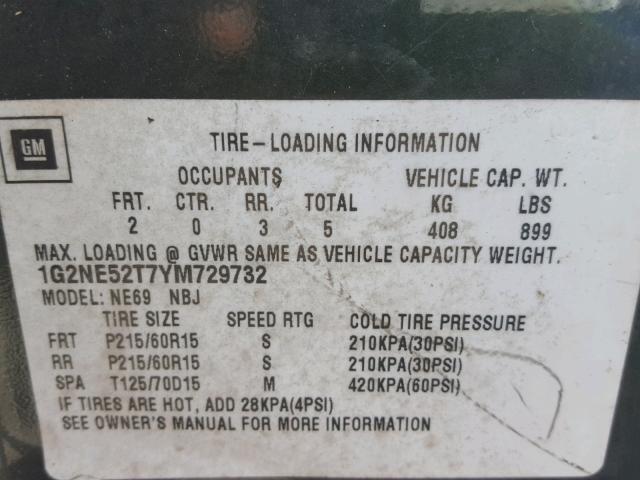 GM
TIRE-LOADING INFORMATION
OCCUPANTS VEHICLE CAP. WT.
FRT. CTR. RR. TOTAL KG LBS
2 0 3 5 408 899
MAX. LOADING @ GVWR SAME AS VEHICLE CAPACITY WEIGHT.
1G2NE52T7YM729732
MODEL: NE69 NBJ
TIRE SIZE SPEED RTG COLD TIRE PRESSURE
FRT P215/60R15 S 210KPA(30PSI)
RR P215/60R15 S 210KPA(30PSI)
SPA T125/70D15 M 420KPA(60PSI)
IF TIRES ARE HOT, ADD 28KPA(4PSI)
SEE OWNER'S MANUAL FOR MORE INFORMATION